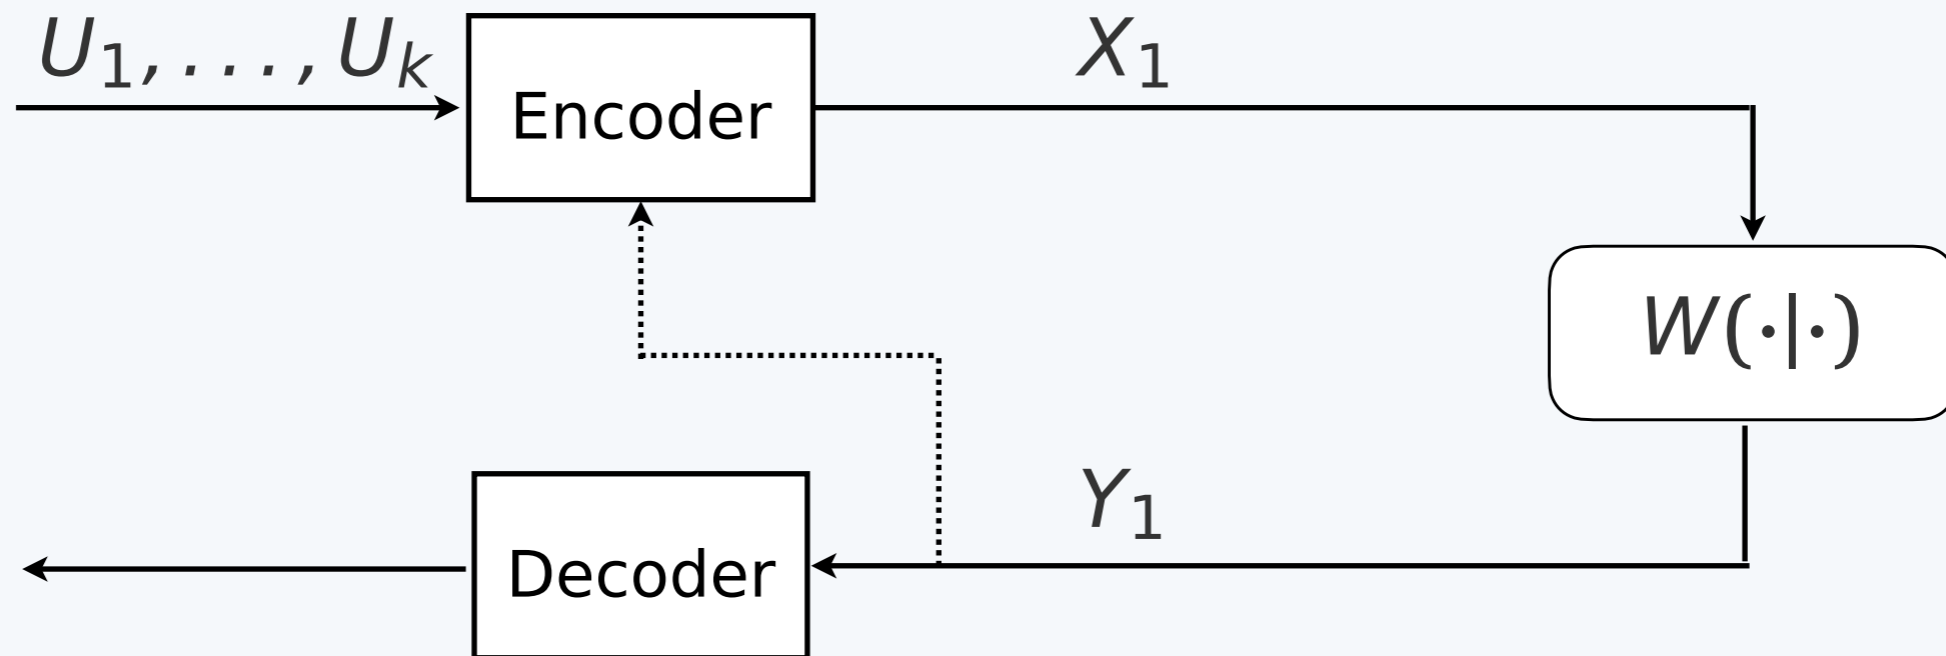 U₁, . . . , Uₖ
X₁
Encoder
W(·|·)
Y₁
Decoder